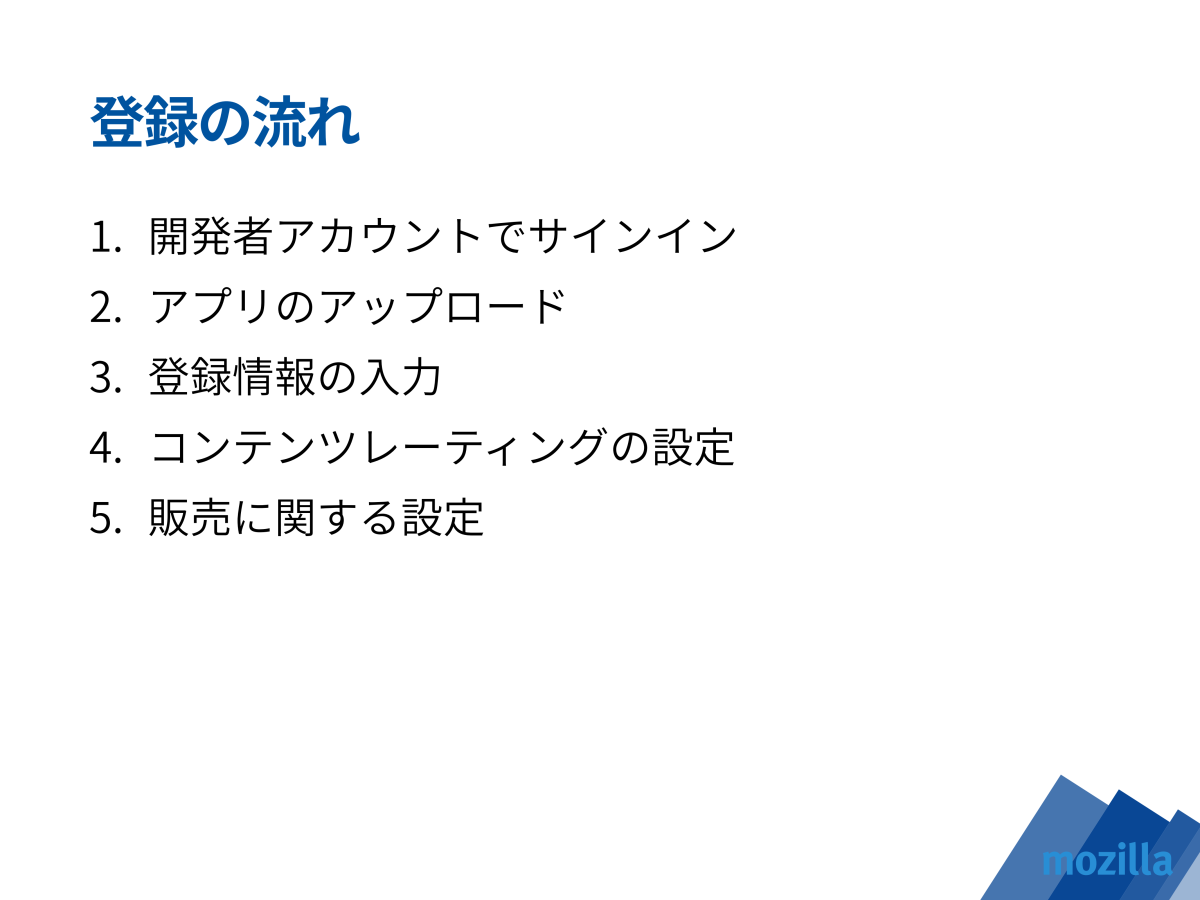 登録の流れ
1. 開発者アカウントでサインイン
2. アプリのアップロード
3. 登録情報の入力
4. コンテンツレーティングの設定
5. 販売に関する設定
mozilla